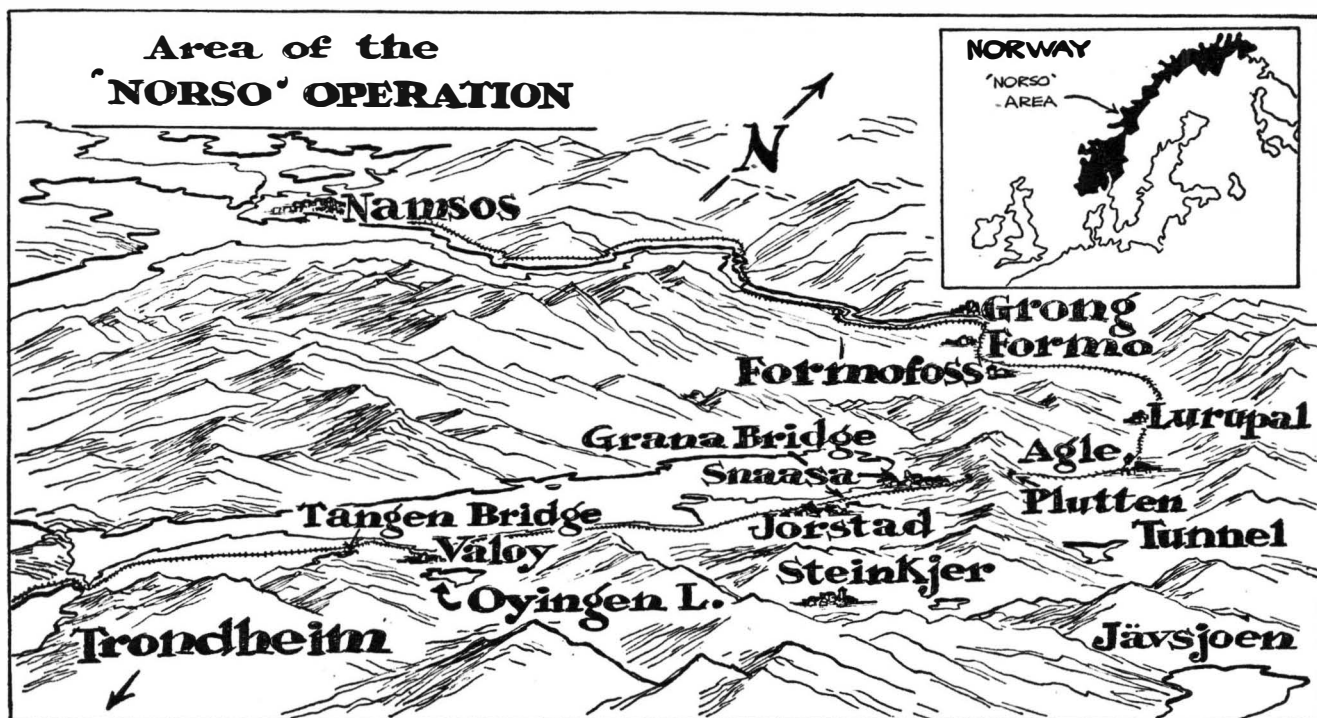 Area of the
'NORSO' OPERATION
N
NORWAY
'NORSO'
AREA
Namsos
Grong
Formo
Formofoss
Lurupal
Grana Bridge
Agle
Snaasa
Plutten
Tunnel
Tangen Bridge
Jorstad
Valoy
Steinkjer
Oyingen L.
Trondheim
Jävsjoen